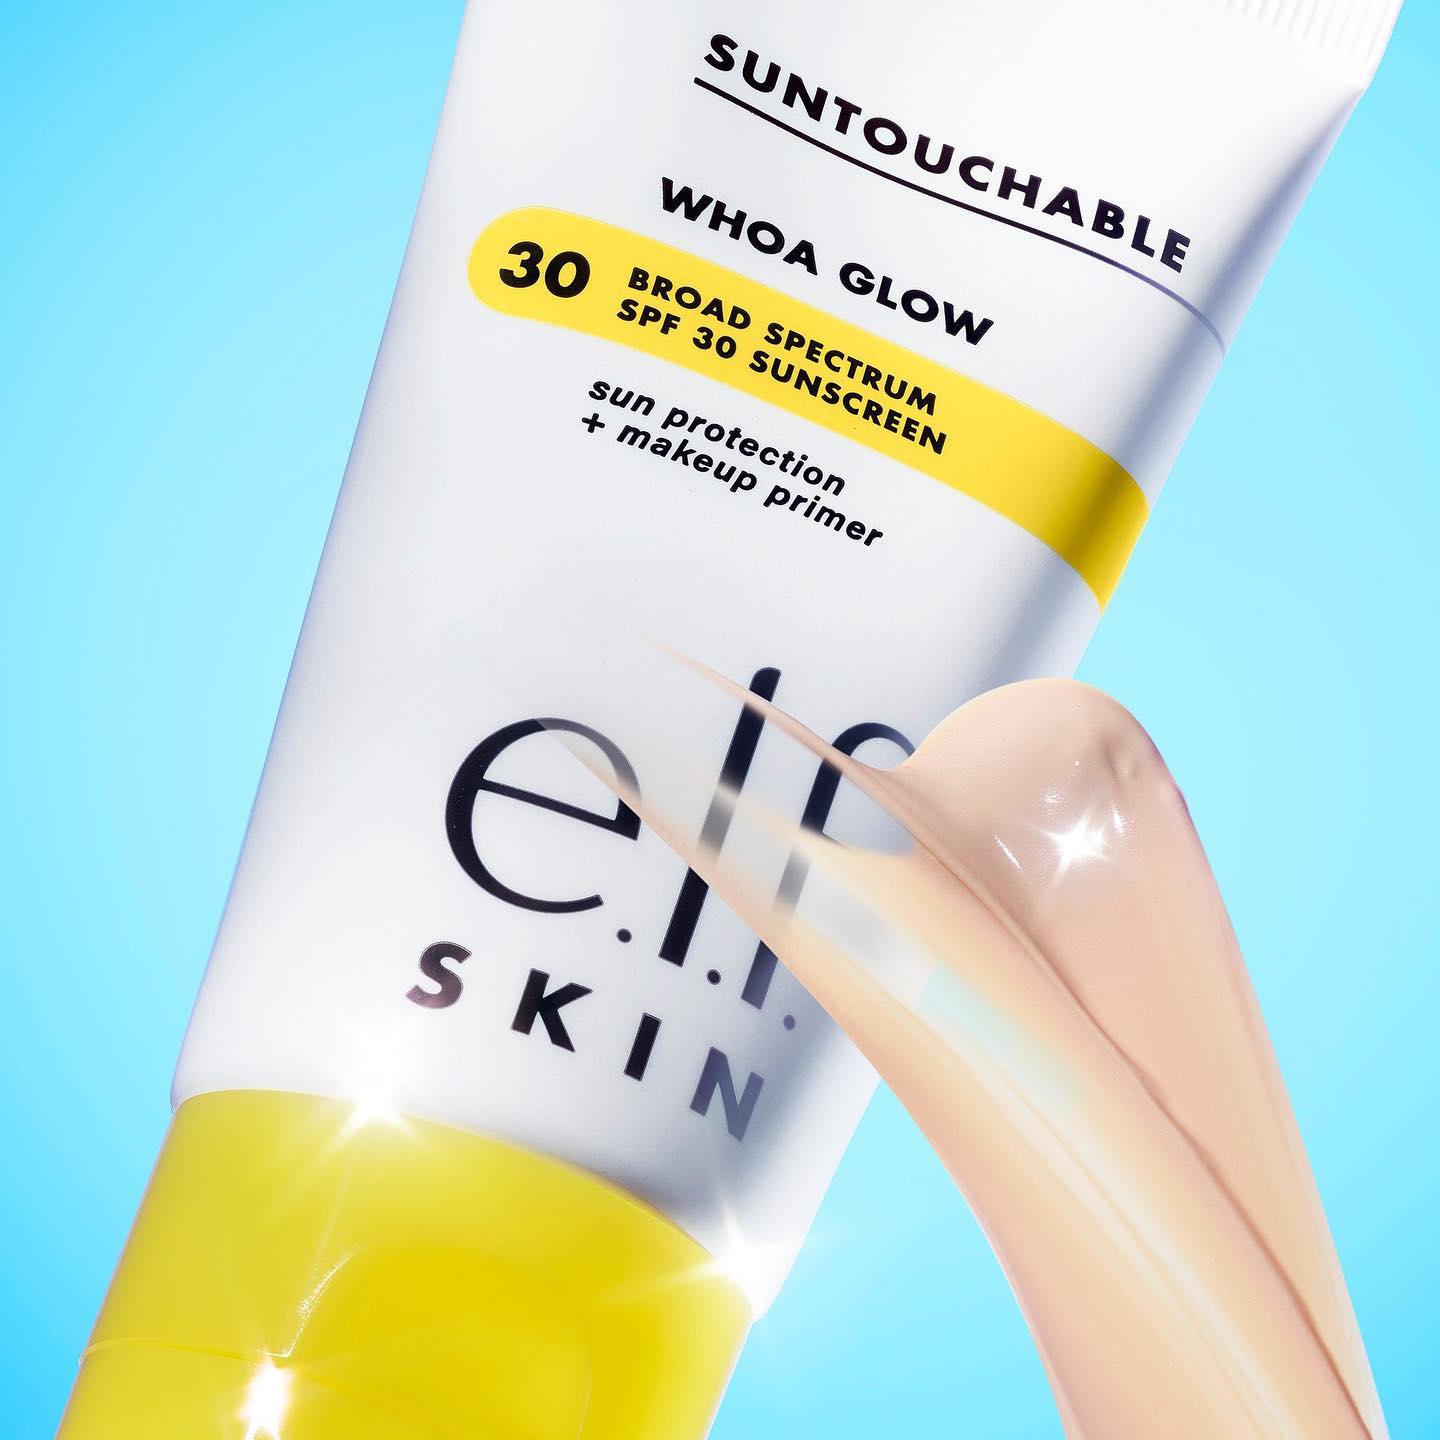 SUNTOUCHABLE
WHOA GLOW
30
BROAD SPECTRUM
SPF 30 SUNSCREEN
sun protection
+ makeup primer
e.l.f.
SKIN